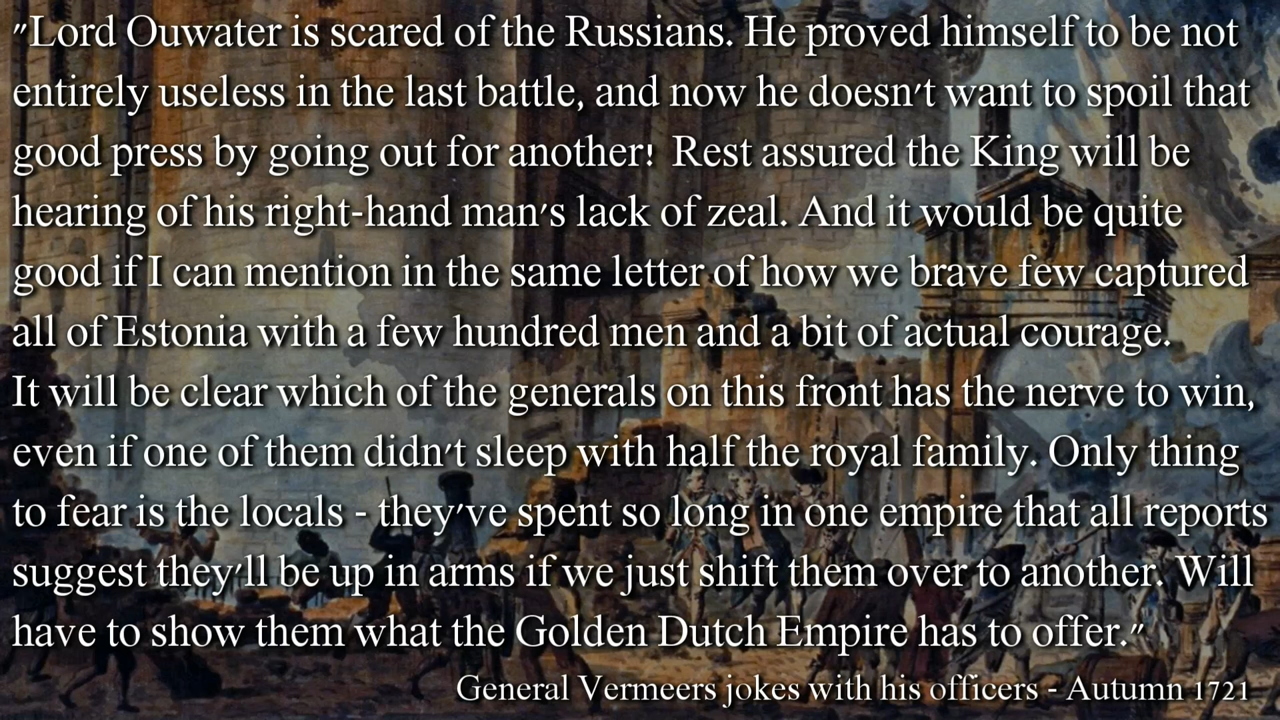 "Lord Ouwater is scared of the Russians. He proved himself to be not
entirely useless in the last battle, and now he doesn't want to spoil that
good press by going out for another!  Rest assured the King will be
hearing of his right-hand man's lack of zeal. And it would be quite
good if I can mention in the same letter of how we brave few captured
all of Estonia with a few hundred men and a bit of actual courage.
It will be clear which of the generals on this front has the nerve to win,
even if one of them didn't sleep with half the royal family. Only thing
to fear is the locals - they've spent so long in one empire that all reports
suggest they'll be up in arms if we just shift them over to another. Will
have to show them what the Golden Dutch Empire has to offer."
General Vermeers jokes with his officers - Autumn 1721